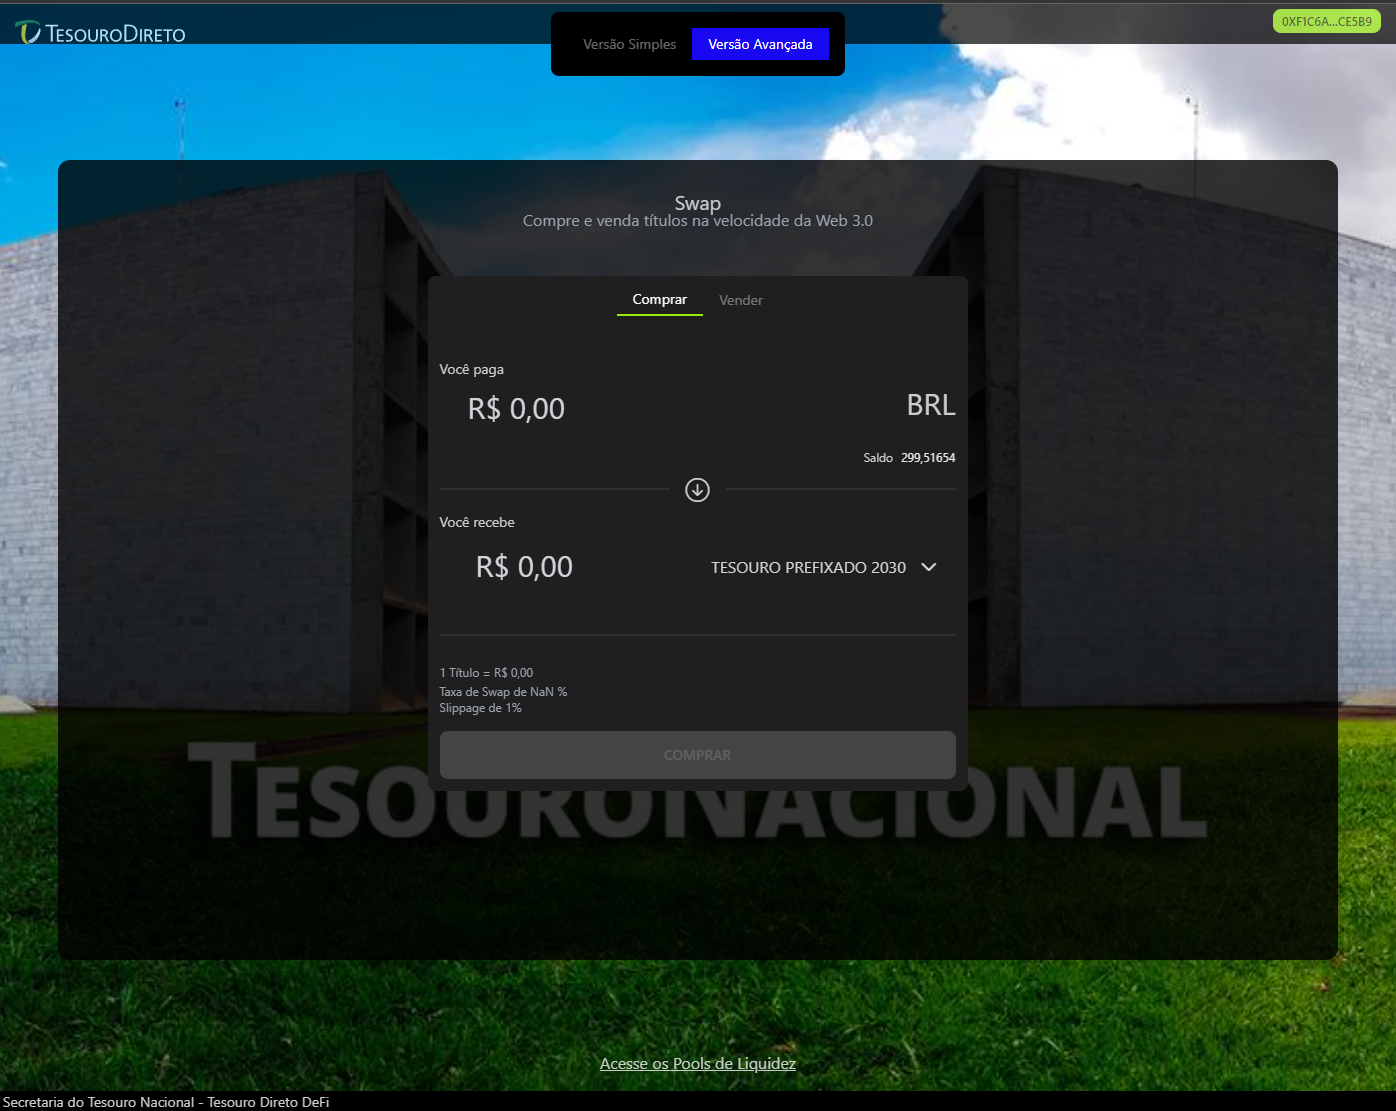 TESOURODIRETO
Versão Simples
Versão Avançada
0XF1C6A...CE5B9
Swap
Compre e venda títulos na velocidade da Web 3.0
Comprar
Vender
Você paga
R$ 0,00
BRL
Saldo 299,51654
Você recebe
R$ 0,00
TESOURO PREFIXADO 2030
1 Título = R$ 0,00
Taxa de Swap de NaN %
Slippage de 1%
COMPRAR
TESOURONACIONAL
Acesse os Pools de Liquidez
Secretaria do Tesouro Nacional - Tesouro Direto DeFi